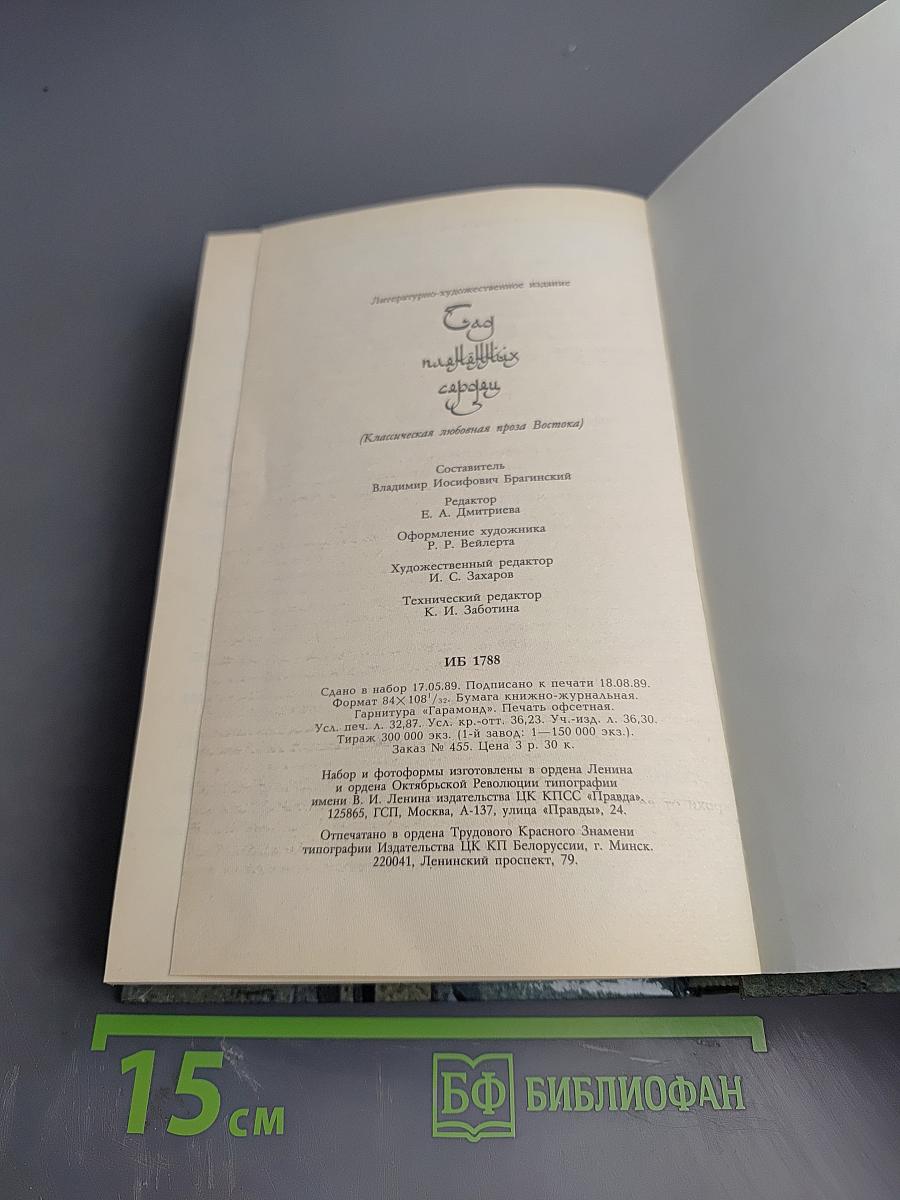 Литературно-художественное издание
Сад
пленённых
сердец
(Классическая любовная проза Востока)
Составитель
Владимир Иосифович Брагинский
Редактор
Е. А. Дмитриева
Оформление художника
Р. Р. Вейлерта
Художественный редактор
И. С. Захаров
Технический редактор
К. И. Заботина
ИБ 1788
Сдано в набор 17.05.89. Подписано к печати 18.08.89.
Формат 84×108¹/₃₂. Бумага книжно-журнальная.
Гарнитура «Гарамонд». Печать офсетная.
Усл. печ. л. 32,87. Усл. кр.-отт. 36,23. Уч.-изд. л. 36,30.
Тираж 300 000 экз. (1-й завод: 1—150 000 экз.).
Заказ № 455. Цена 3 р. 30 к.
Набор и фотоформы изготовлены в ордена Ленина
и ордена Октябрьской Революции типографии
имени В. И. Ленина издательства ЦК КПСС «Правда».
125865, ГСП, Москва, А-137, улица «Правды», 24.
Отпечатано в ордена Трудового Красного Знамени
типографии Издательства ЦК КП Белоруссии, г. Минск.
220041, Ленинский проспект, 79.
15 см
БФ БИБЛИОФАН